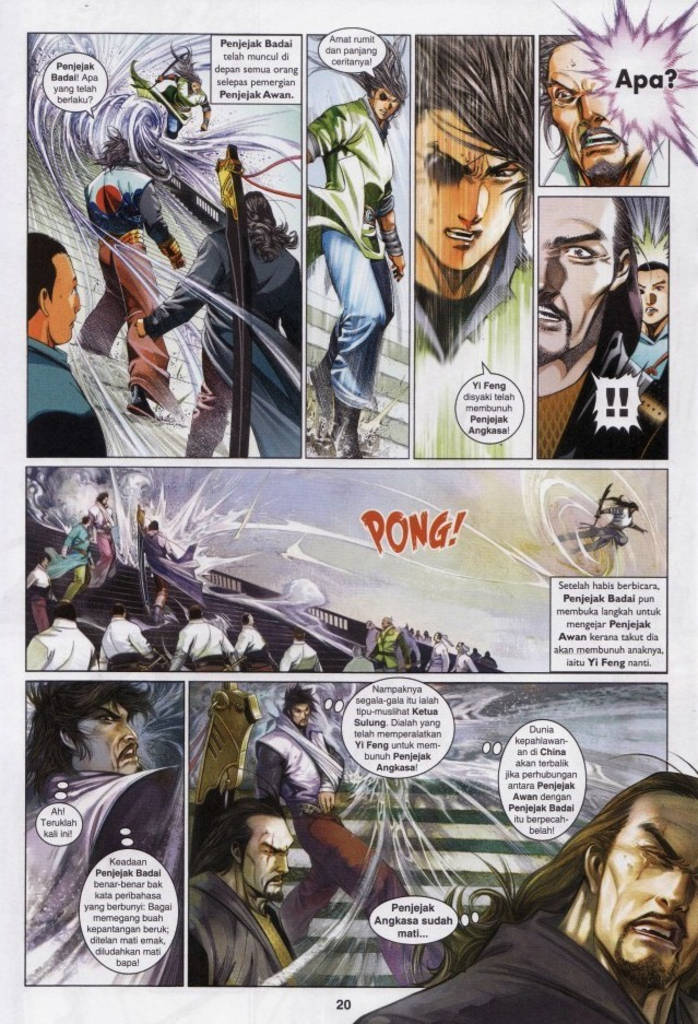 Penjejak
Badai! Apa
yang telah
berlaku?
Penjejak Badai
telah muncul di
depan semua orang
selepas pemergian
Penjejak Awan.
Amat rumit
dan panjang
ceritanya!
Yi Feng
disyaki telah
membunuh
Penjejak
Angkasa!
Apa?
!!
PONG!
Setelah habis berbicara,
Penjejak Badai pun
membuka langkah untuk
mengejar Penjejak
Awan kerana takut dia
akan membunuh anaknya,
iaitu Yi Feng nanti.
Ah!
Teruklah
kali ini!
Keadaan
Penjejak Badai
benar-benar bak
kata peribahasa
yang berbunyi: Bagai
memegang buah
kepantangan beruk;
ditelan mati emak,
diludahkan mati
bapa!
Nampaknya
segala-gala itu ialah
tipu-muslihat Ketua
Sulung. Dialah yang
telah memperalatkan
Yi Feng untuk mem-
bunuh Penjejak
Angkasa!
Dunia
kepahlawan-
an di China
akan terbalik
jika perhubungan
antara Penjejak
Awan dengan
Penjejak Badai
itu berpecah-
belah!
Penjejak
Angkasa sudah
mati...
20